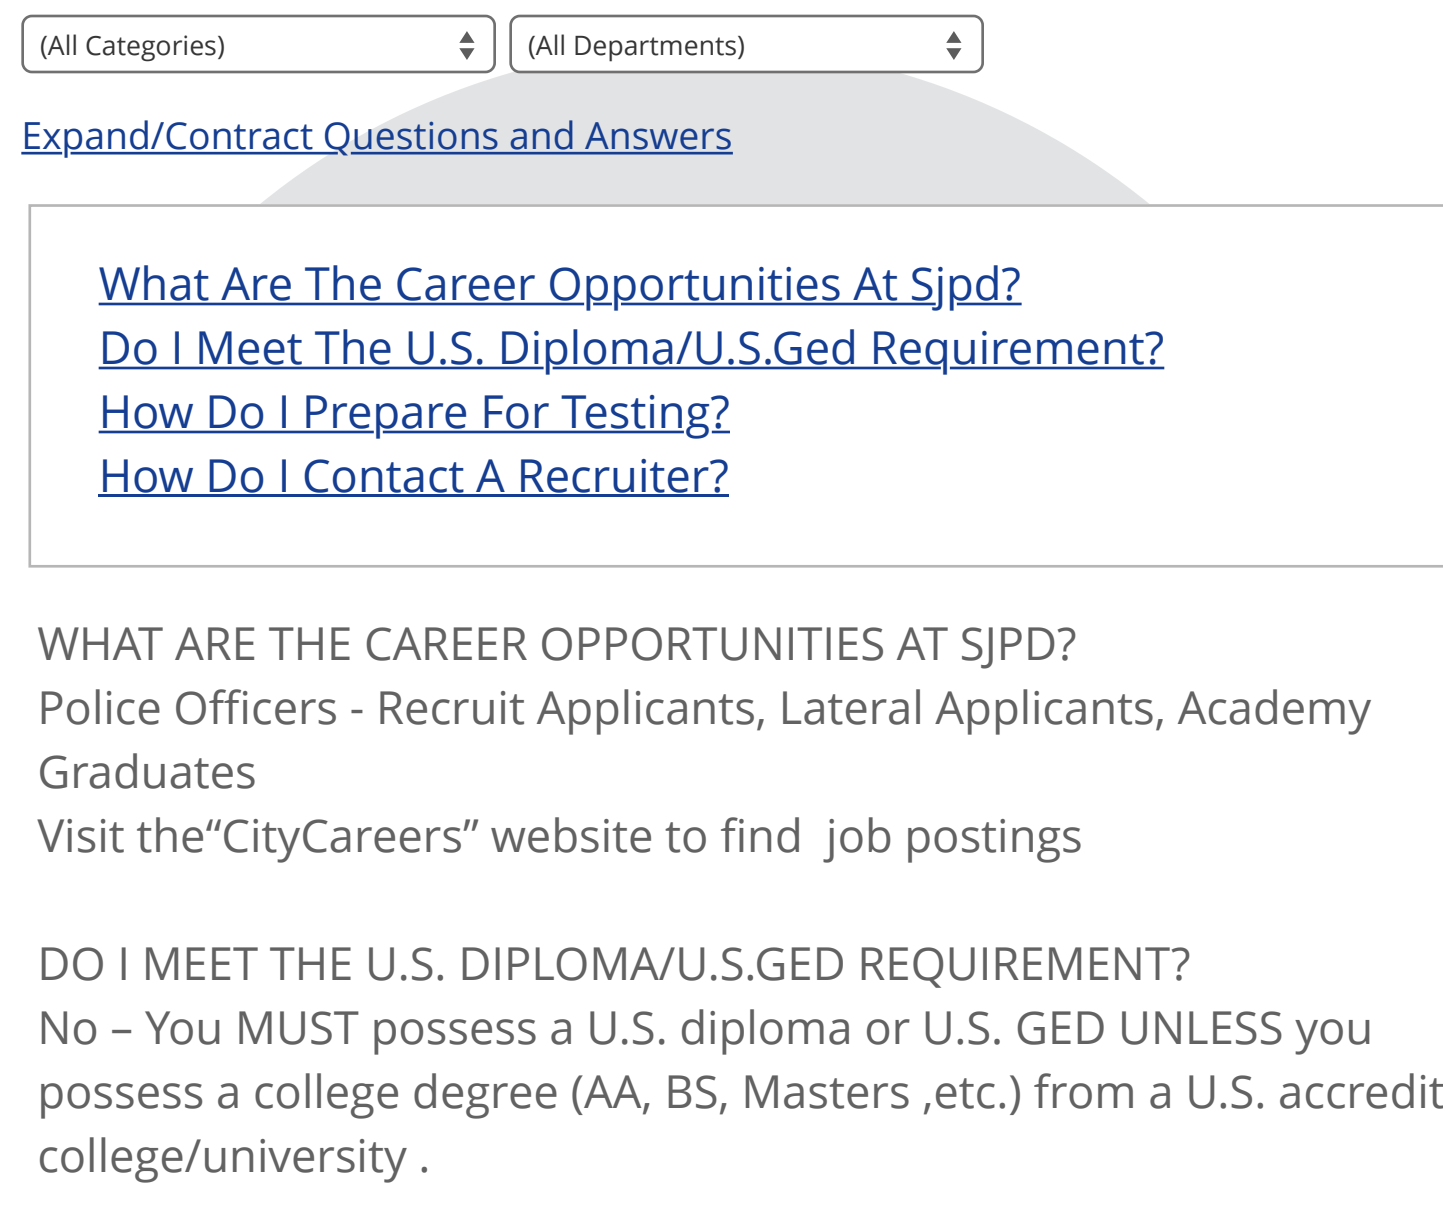 (All Categories) (All Departments)
Expand/Contract Questions and Answers
What Are The Career Opportunities At Sjpd?
Do I Meet The U.S. Diploma/U.S.Ged Requirement?
How Do I Prepare For Testing?
How Do I Contact A Recruiter?
WHAT ARE THE CAREER OPPORTUNITIES AT SJPD?
Police Officers - Recruit Applicants, Lateral Applicants, Academy
Graduates
Visit the“CityCareers” website to find  job postings
DO I MEET THE U.S. DIPLOMA/U.S.GED REQUIREMENT?
No – You MUST possess a U.S. diploma or U.S. GED UNLESS you
possess a college degree (AA, BS, Masters ,etc.) from a U.S. accredit
college/university .